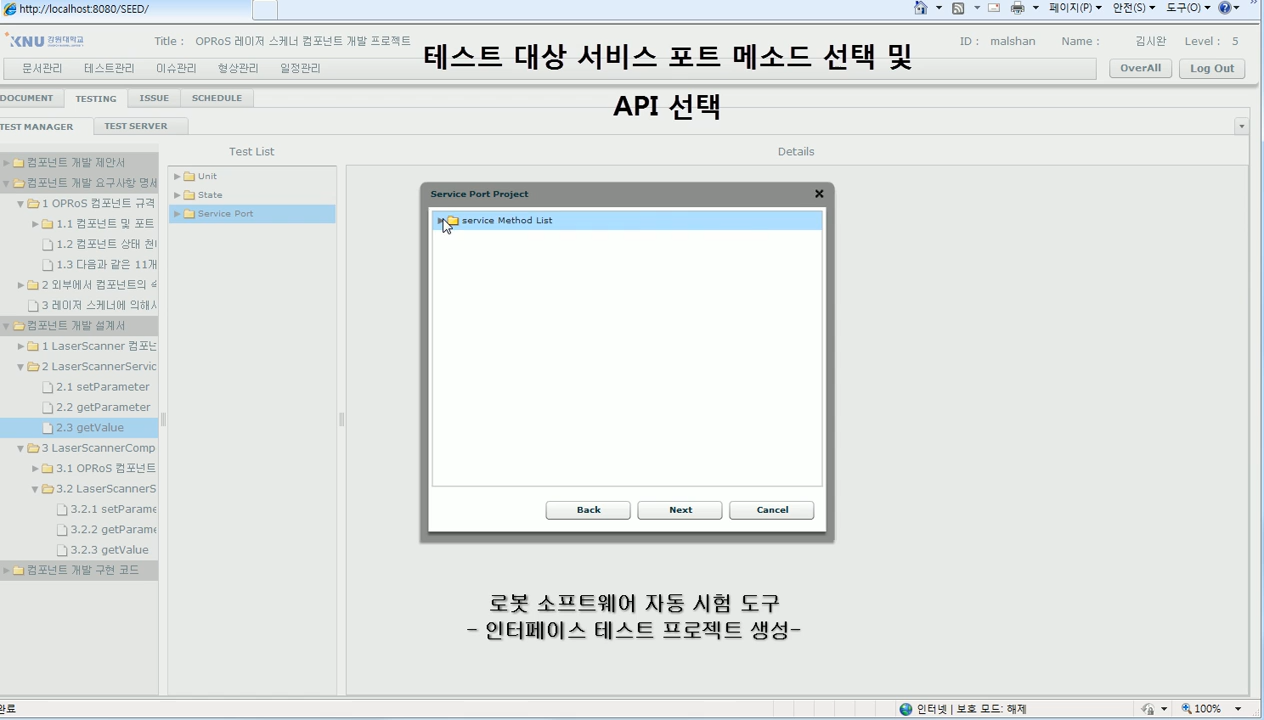 http://localhost:8080/SEED/
페이지(P)
안전(S)
도구(O)
KNU 강원대학교
Title : OPRoS 레이저 스케너 컴포넌트 개발 프로젝트
ID : malshan
Name : 김시완
Level : 5
테스트 대상 서비스 포트 메소드 선택 및
API 선택
문서관리 테스트관리 이슈관리 형상관리 일정관리
OverAll
Log Out
DOCUMENT TESTING ISSUE SCHEDULE
TEST MANAGER TEST SERVER
Test List
Details
컴포넌트 개발 제안서
컴포넌트 개발 요구사항 명세
1 OPRoS 컴포넌트 규격
1.1 컴포넌트 및 포트
1.2 컴포넌트 상태 천이
1.3 다음과 같은 11개
2 외부에서 컴포넌트의
3 레이저 스케너에 의해서
컴포넌트 개발 설계서
1 LaserScanner 컴포넌
2 LaserScannerServic
2.1 setParameter
2.2 getParameter
2.3 getValue
3 LaserScannerComp
3.1 OPRoS 컴포넌트
3.2 LaserScannerS
3.2.1 setParame
3.2.2 getParame
3.2.3 getValue
컴포넌트 개발 구현 코드
Unit
State
Service Port
Service Port Project
service Method List
Back
Next
Cancel
로봇 소프트웨어 자동 시험 도구
- 인터페이스 테스트 프로젝트 생성-
완료
인터넷 | 보호 모드: 해제
100%